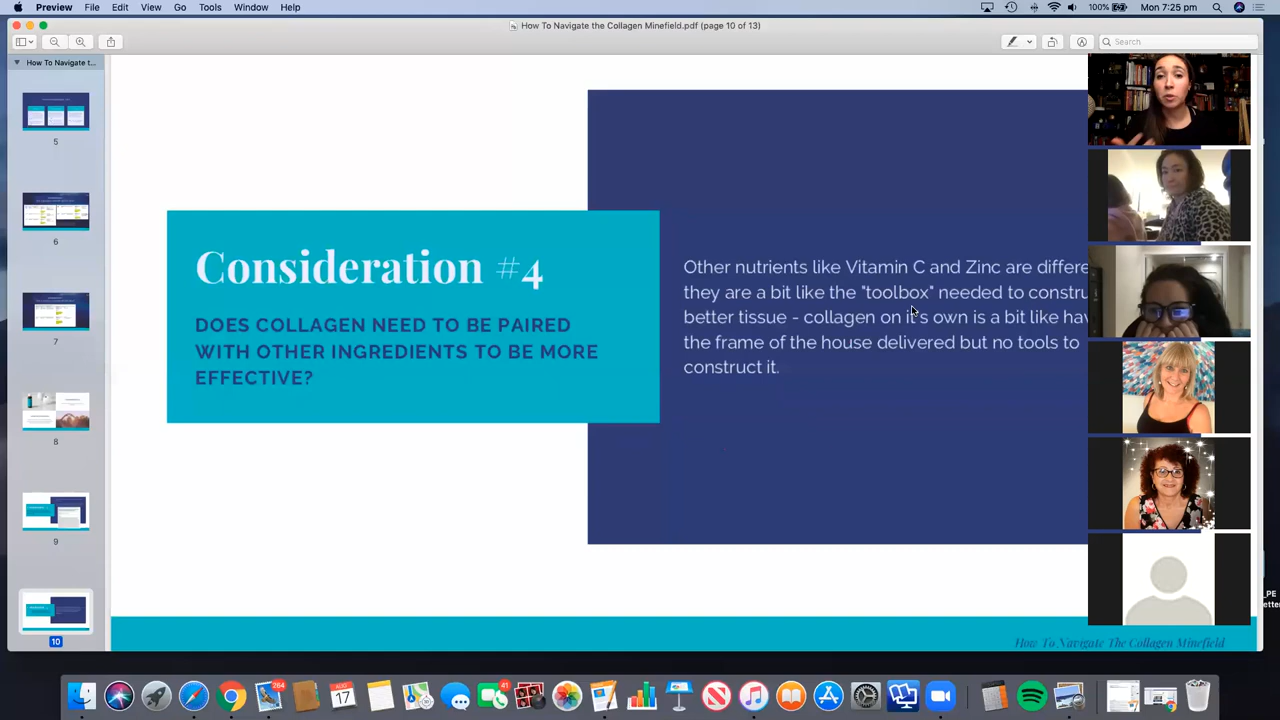 Preview File Edit View Go Tools Window Help
100% Mon 7:25 pm
How To Navigate the Collagen Minefield.pdf (page 10 of 13)
Search
How To Navigate t...
5
6
7
8
9
10
Consideration #4
DOES COLLAGEN NEED TO BE PAIRED
WITH OTHER INGREDIENTS TO BE MORE
EFFECTIVE?
Other nutrients like Vitamin C and Zinc are differe
they are a bit like the "toolbox" needed to constru
better tissue - collagen on it's own is a bit like hav
the frame of the house delivered but no tools to
construct it.
How To Navigate The Collagen Minefield
_PE
etter
264
AUG
17
41